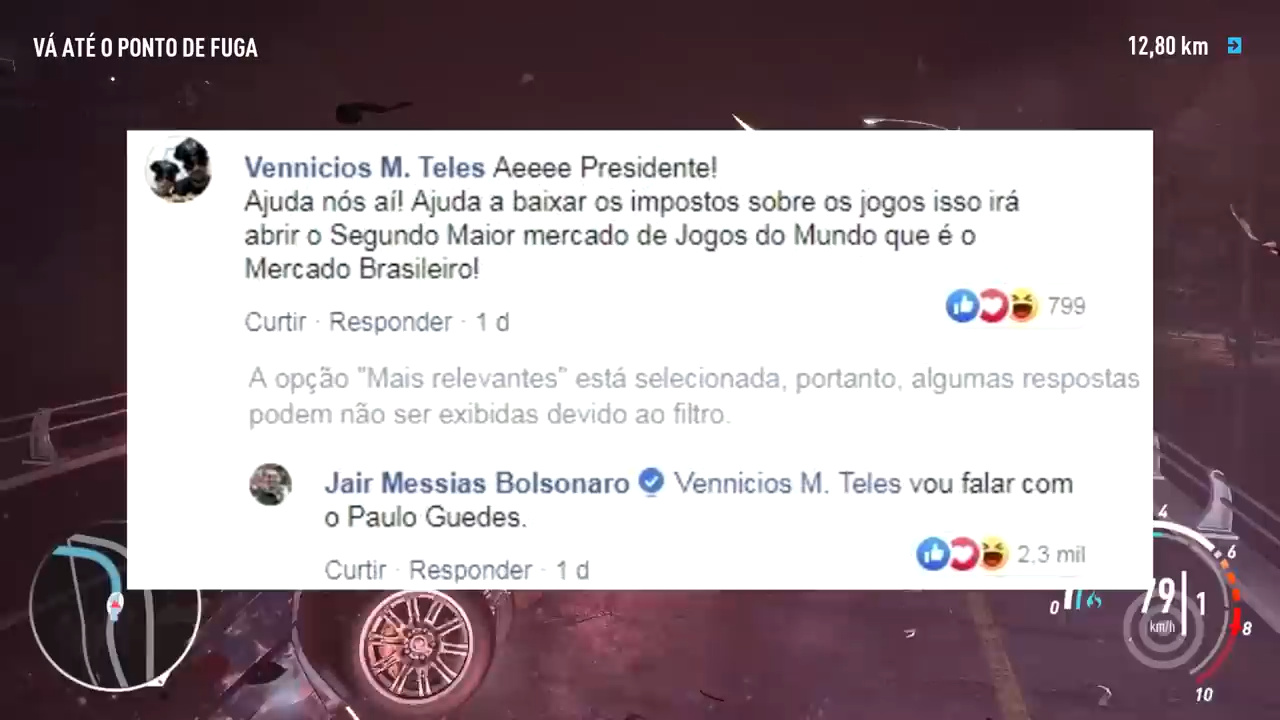 VÁ ATÉ O PONTO DE FUGA
12,80 km
Vennicios M. Teles Aeeee Presidente!
Ajuda nós aí! Ajuda a baixar os impostos sobre os jogos isso irá
abrir o Segundo Maior mercado de Jogos do Mundo que é o
Mercado Brasileiro!
799
Curtir · Responder · 1 d
A opção "Mais relevantes" está selecionada, portanto, algumas respostas
podem não ser exibidas devido ao filtro.
Jair Messias Bolsonaro Vennicios M. Teles vou falar com
o Paulo Guedes.
2,3 mil
Curtir · Responder · 1 d
4
6
0
79
1
km/h
8
10